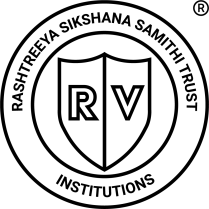 ®
RASHTREEYA SIKSHANA SAMITHI TRUST
RV
INSTITUTIONS